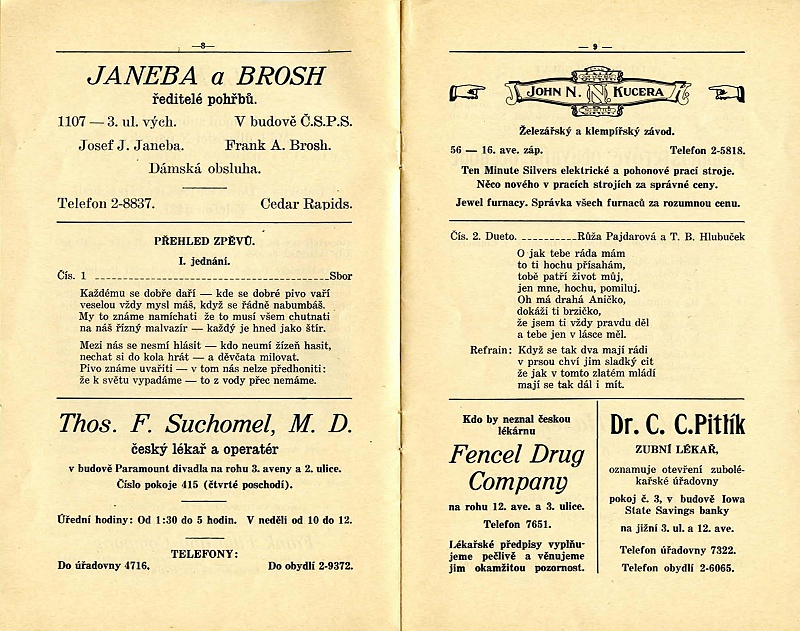 —8—
JANEBA a BROSH
ředitelé pohřbů.
1107 — 3. ul. vých. V budově Č.S.P.S.
Josef J. Janeba. Frank A. Brosh.
Dámská obsluha.
Telefon 2-8837. Cedar Rapids.
PŘEHLED ZPĚVŮ.
I. jednání.
Čís. 1 Sbor
Každému se dobře daří — kde se dobré pivo vaří
veselou vždy mysl máš, když se řádně nabumbáš.
My to známe namíchati že to musí všem chutnati
na náš řízný malvazír — každý je hned jako štír.
Mezi nás se nesmí hlásit — kdo neumí žízeň hasit,
nechat si do kola hrát — a děvčata milovat.
Pivo známe uvařiti — v tom nás nelze předhoniti:
že k světu vypadáme — to z vody přec nemáme.
Thos. F. Suchomel, M. D.
český lékař a operatér
v budově Paramount divadla na rohu 3. aveny a 2. ulice.
Číslo pokoje 415 (čtvrté poschodí).
Úřední hodiny: Od 1:30 do 5 hodin. V neděli od 10 do 12.
TELEFONY:
Do úřadovny 4716. Do obydlí 2-9372.
— 9 —
JOHN N. N KUCERA
Železářský a klempířský závod.
56 — 16. ave. záp. Telefon 2-5818.
Ten Minute Silvers elektrické a pohonové prací stroje.
Něco nového v pracích strojích za správné ceny.
Jewel furnacy. Správka všech furnaců za rozumnou cenu.
Čís. 2. Dueto. Růža Pajdarová a T. B. Hlubuček
O jak tebe ráda mám
to ti hochu přísahám,
tobě patří život můj,
jen mne, hochu, pomiluj.
Oh má drahá Aničko,
dokáži ti brzičko,
že jsem ti vždy pravdu děl
a tebe jen v lásce měl.
Refrain: Když se tak dva mají rádi
v prsou chví jim sladký cit
že jak v tomto zlatém mládí
mají se tak dál i mít.
Kdo by neznal českou
lékárnu
Fencel Drug
Company
na rohu 12. ave. a 3. ulice.
Telefon 7651.
Lékařské předpisy vyplňu-
jeme pečlivě a věnujeme
jim okamžitou pozornost.
Dr. C. C. Pitlík
ZUBNÍ LÉKAŘ,
oznamuje otevření zubolé-
kařské úřadovny
pokoj č. 3, v budově Iowa
State Savings banky
na jižní 3. ul. a 12. ave.
Telefon úřadovny 7322.
Telefon obydlí 2-6065.